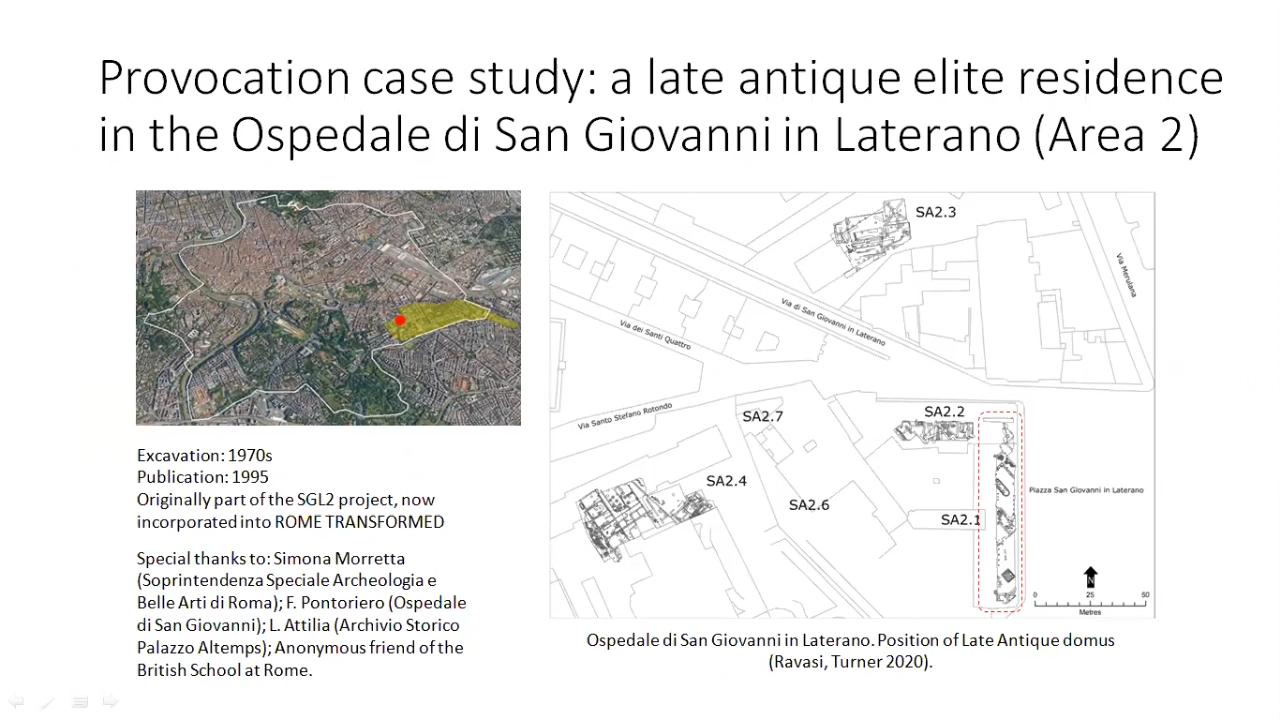 Provocation case study: a late antique elite residence
in the Ospedale di San Giovanni in Laterano (Area 2)
Excavation: 1970s
Publication: 1995
Originally part of the SGL2 project, now
incorporated into ROME TRANSFORMED
Special thanks to: Simona Morretta
(Soprintendenza Speciale Archeologia e
Belle Arti di Roma); F. Pontoriero (Ospedale
di San Giovanni); L. Attilia (Archivio Storico
Palazzo Altemps); Anonymous friend of the
British School at Rome.
SA2.3
Via Merulana
Via di San Giovanni in Laterano
Via dei Santi Quattro
Via Santo Stefano Rotondo
SA2.7
SA2.2
SA2.4
SA2.6
SA2.1
Piazza San Giovanni in Laterano
N
0 25 50
Metres
Ospedale di San Giovanni in Laterano. Position of Late Antique domus
(Ravasi, Turner 2020).